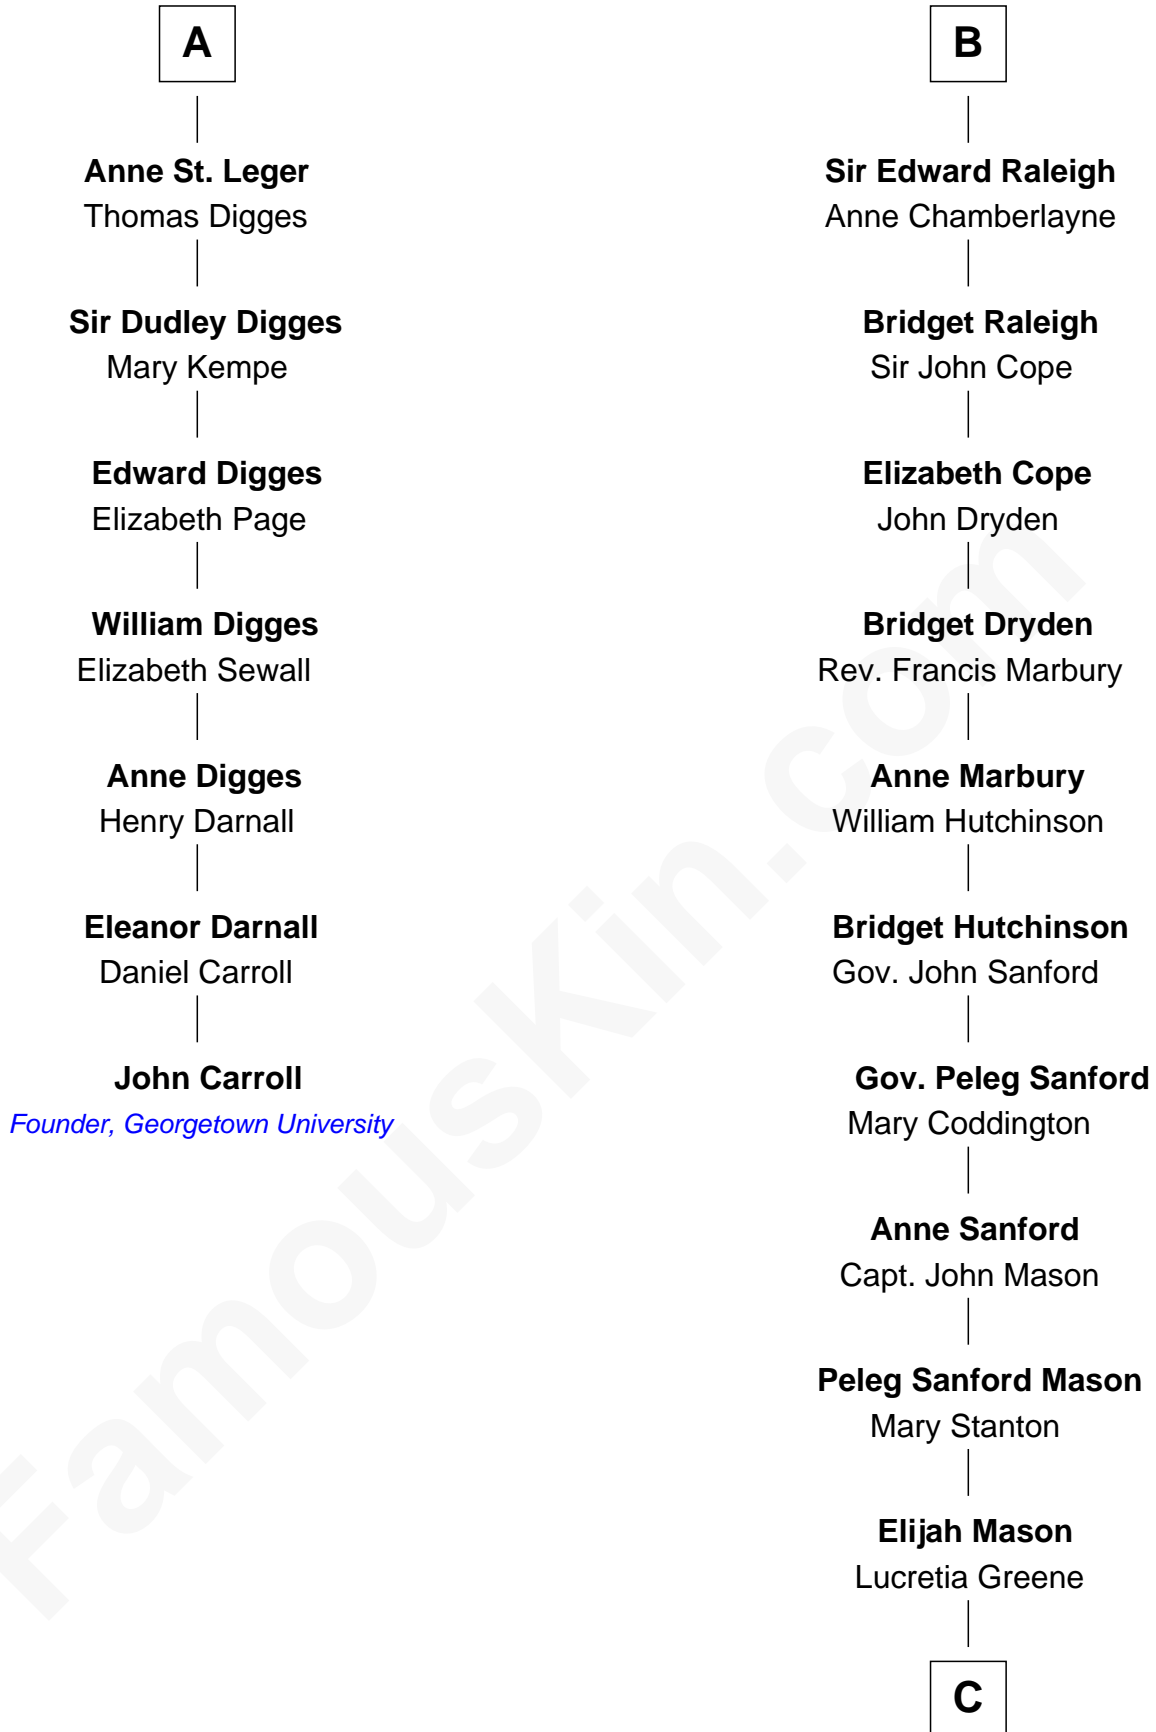 A
Anne St. Leger
Thomas Digges
Sir Dudley Digges
Mary Kempe
Edward Digges
Elizabeth Page
William Digges
Elizabeth Sewall
Anne Digges
Henry Darnall
Eleanor Darnall
Daniel Carroll
John Carroll
Founder, Georgetown University
B
Sir Edward Raleigh
Anne Chamberlayne
Bridget Raleigh
Sir John Cope
Elizabeth Cope
John Dryden
Bridget Dryden
Rev. Francis Marbury
Anne Marbury
William Hutchinson
Bridget Hutchinson
Gov. John Sanford
Gov. Peleg Sanford
Mary Coddington
Anne Sanford
Capt. John Mason
Peleg Sanford Mason
Mary Stanton
Elijah Mason
Lucretia Greene
C
FamousKin.com